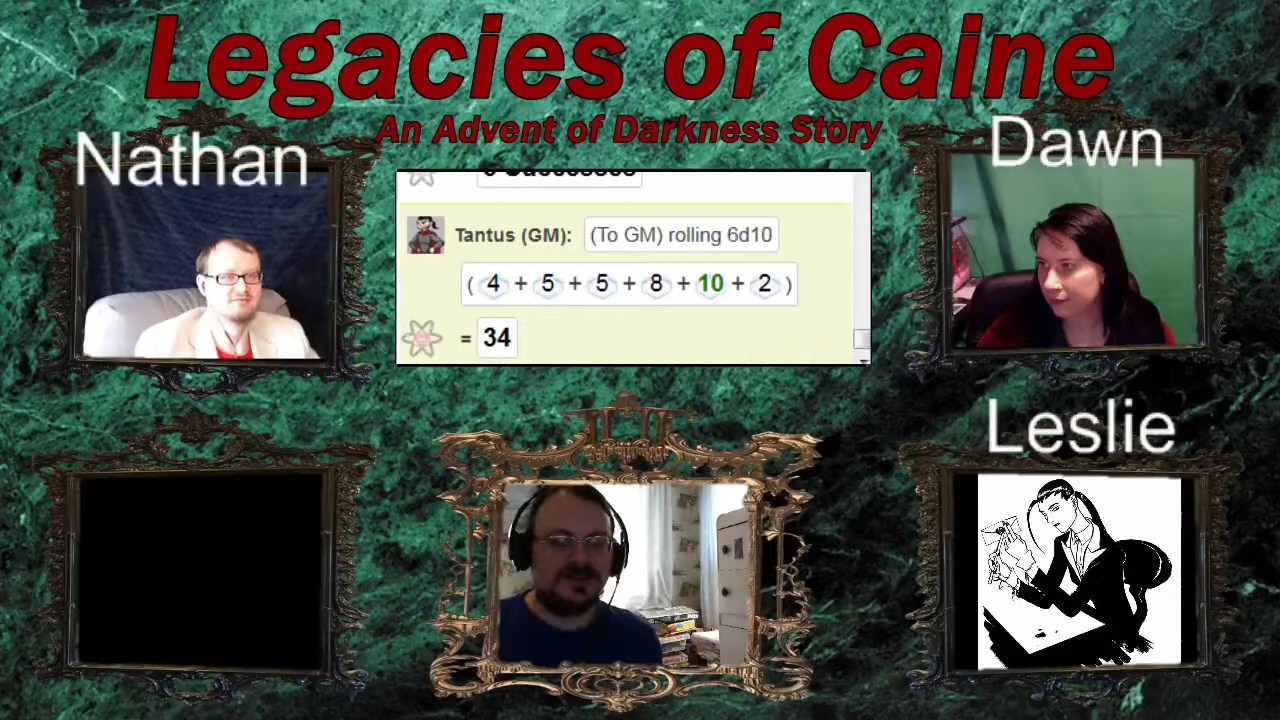 Legacies of Caine
An Advent of Darkness Story
Nathan
Dawn
Tantus (GM): (To GM) rolling 6d10
( 4 + 5 + 5 + 8 + 10 + 2 )
= 34
Leslie